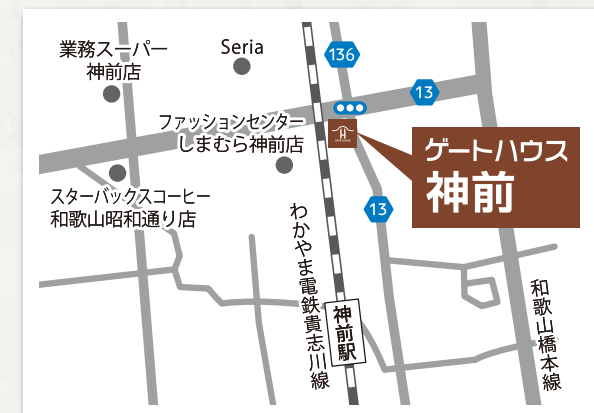 業務スーパー
神前店
Seria
136
13
ファッションセンター
しまむら神前店
ゲートハウス
神前
スターバックスコーヒー
和歌山昭和通り店
13
わかやま電鉄貴志川線
神前駅
和歌山橋本線